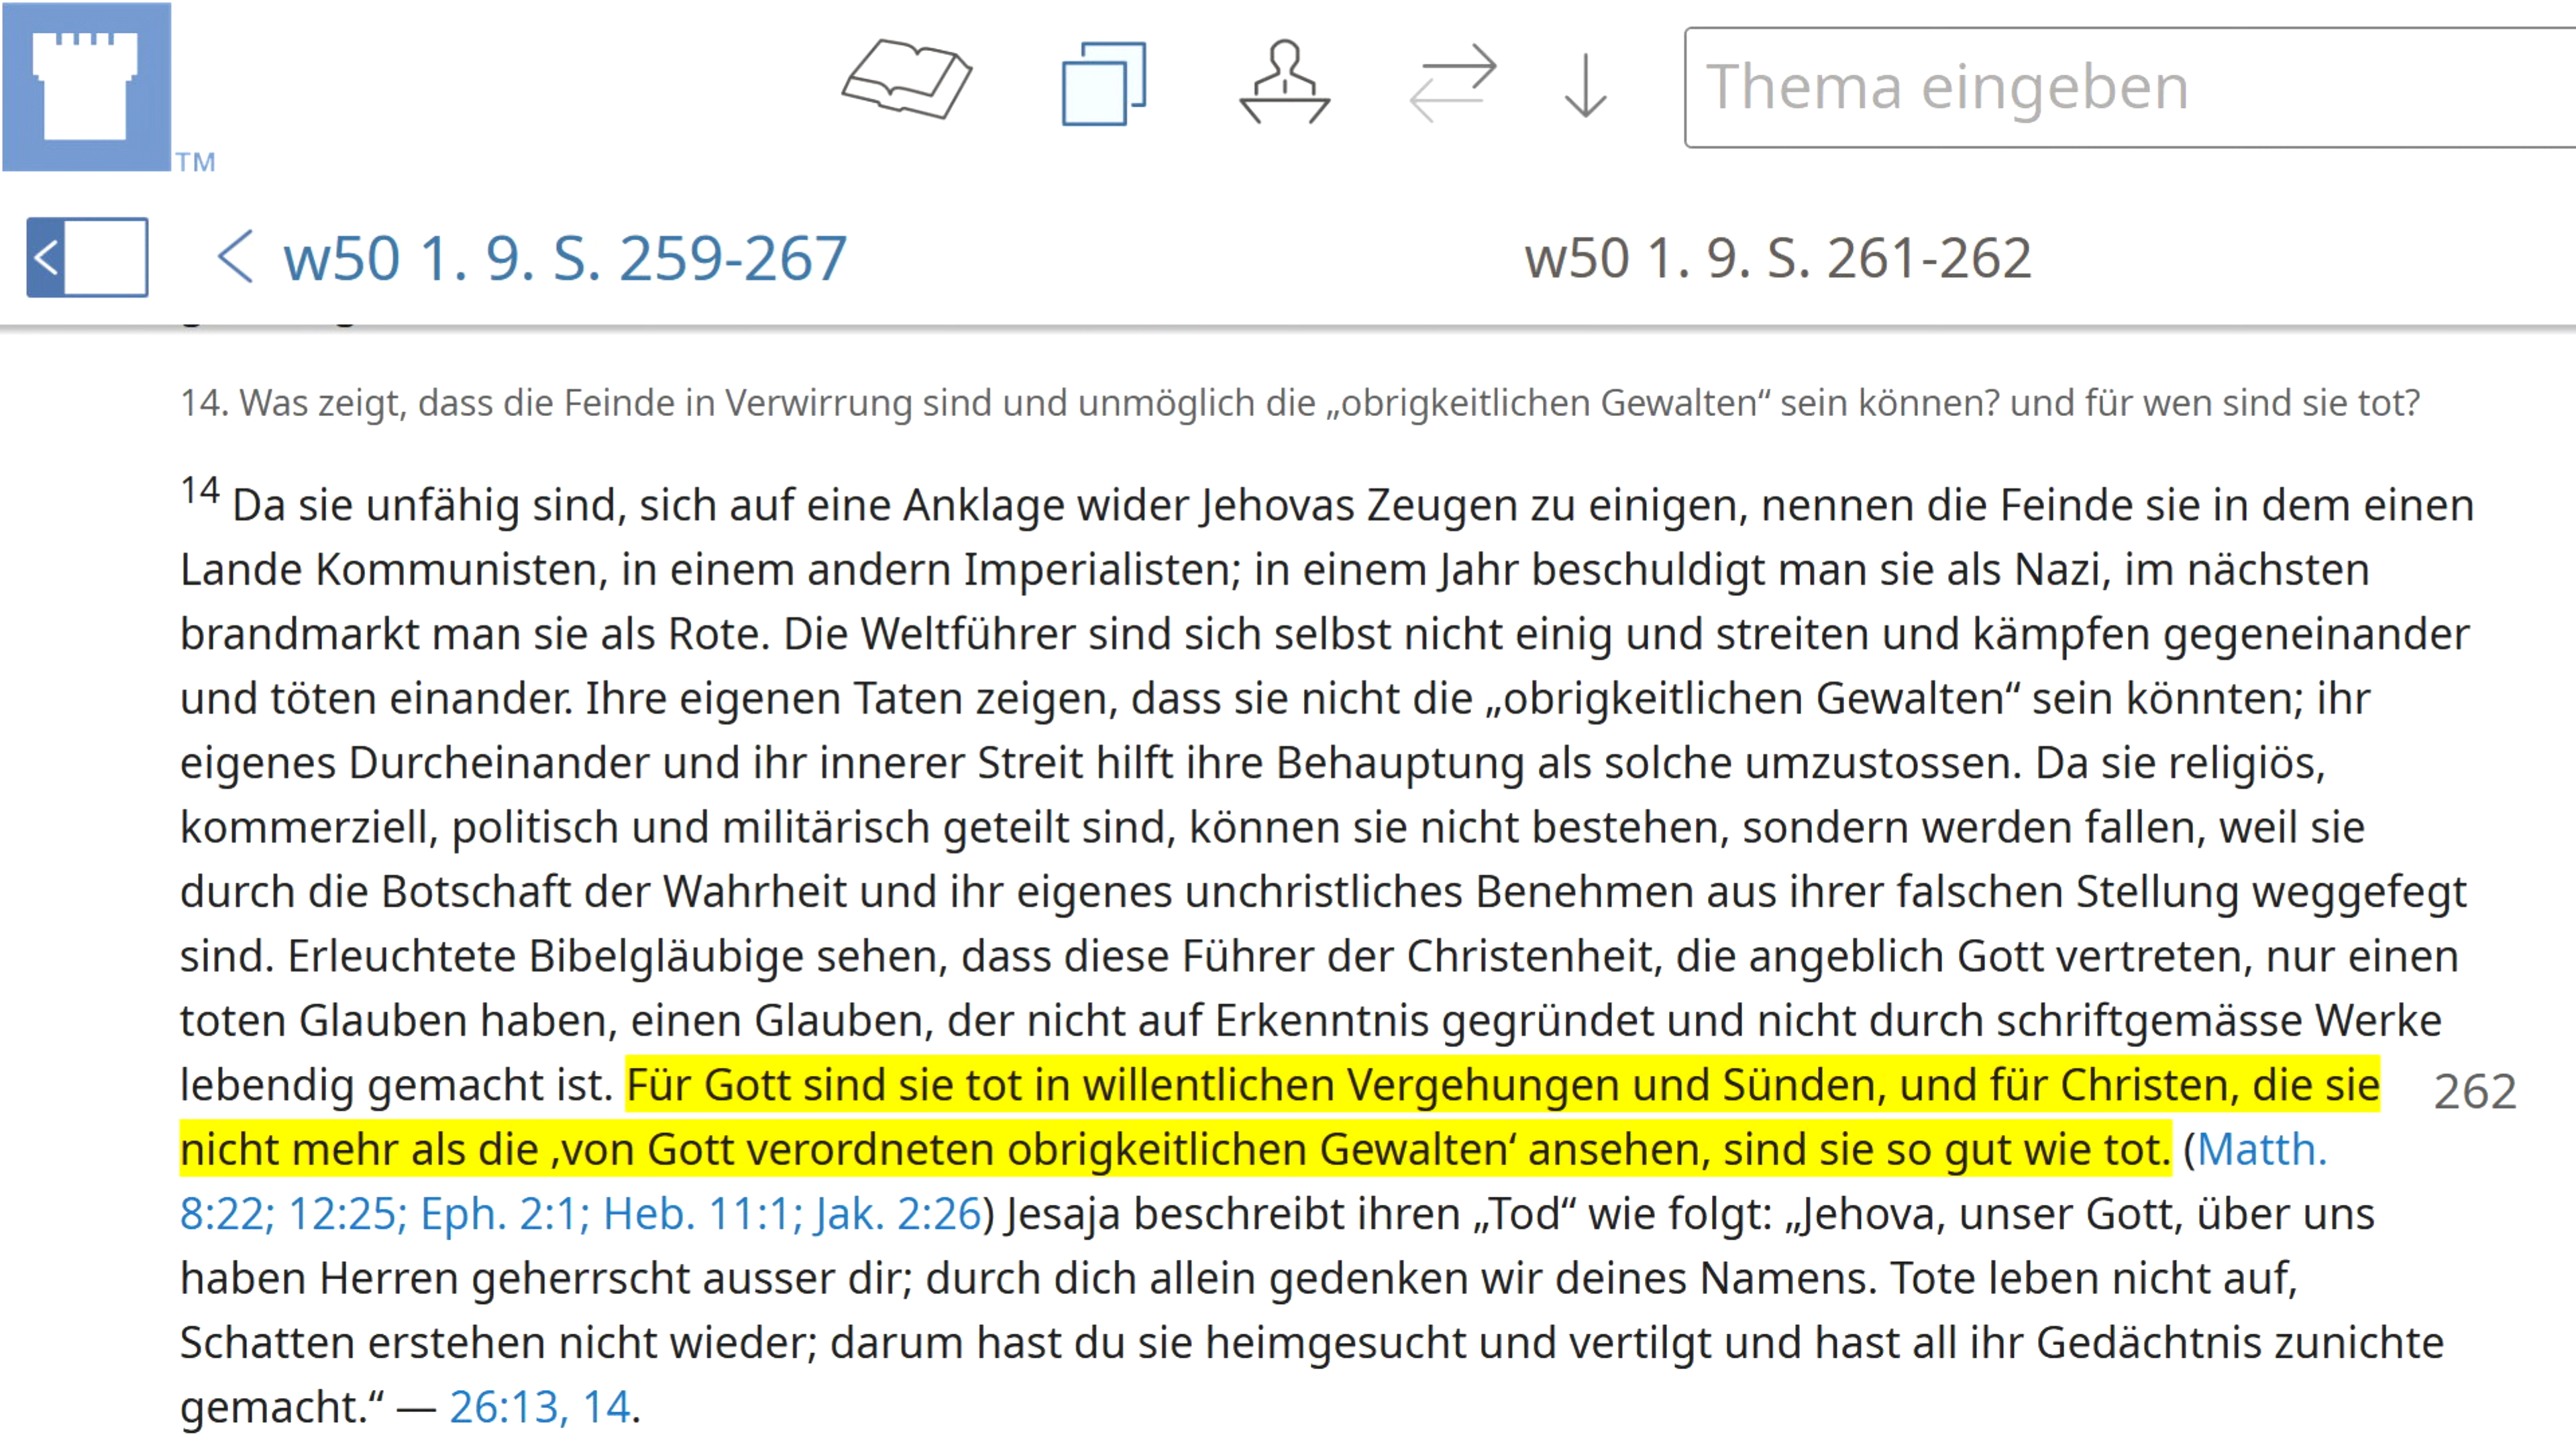 TM
Thema eingeben
w50 1. 9. S. 259-267
w50 1. 9. S. 261-262
14. Was zeigt, dass die Feinde in Verwirrung sind und unmöglich die „obrigkeitlichen Gewalten“ sein können? und für wen sind sie tot?
14 Da sie unfähig sind, sich auf eine Anklage wider Jehovas Zeugen zu einigen, nennen die Feinde sie in dem einen
Lande Kommunisten, in einem andern Imperialisten; in einem Jahr beschuldigt man sie als Nazi, im nächsten
brandmarkt man sie als Rote. Die Weltführer sind sich selbst nicht einig und streiten und kämpfen gegeneinander
und töten einander. Ihre eigenen Taten zeigen, dass sie nicht die „obrigkeitlichen Gewalten“ sein könnten; ihr
eigenes Durcheinander und ihr innerer Streit hilft ihre Behauptung als solche umzustossen. Da sie religiös,
kommerziell, politisch und militärisch geteilt sind, können sie nicht bestehen, sondern werden fallen, weil sie
durch die Botschaft der Wahrheit und ihr eigenes unchristliches Benehmen aus ihrer falschen Stellung weggefegt
sind. Erleuchtete Bibelgläubige sehen, dass diese Führer der Christenheit, die angeblich Gott vertreten, nur einen
toten Glauben haben, einen Glauben, der nicht auf Erkenntnis gegründet und nicht durch schriftgemässe Werke
lebendig gemacht ist. Für Gott sind sie tot in willentlichen Vergehungen und Sünden, und für Christen, die sie
262
nicht mehr als die ‚von Gott verordneten obrigkeitlichen Gewalten‘ ansehen, sind sie so gut wie tot. (Matth.
8:22; 12:25; Eph. 2:1; Heb. 11:1; Jak. 2:26) Jesaja beschreibt ihren „Tod“ wie folgt: „Jehova, unser Gott, über uns
haben Herren geherrscht ausser dir; durch dich allein gedenken wir deines Namens. Tote leben nicht auf,
Schatten erstehen nicht wieder; darum hast du sie heimgesucht und vertilgt und hast all ihr Gedächtnis zunichte
gemacht.“ — 26:13, 14.